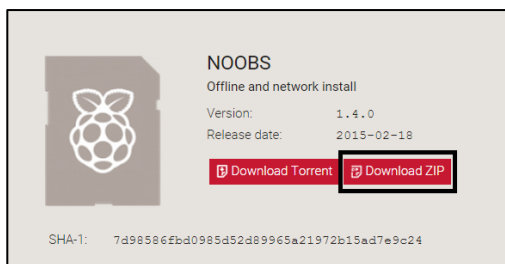 NOOBS
Offline and network install
Version: 1.4.0
Release date: 2015-02-18
Download Torrent Download ZIP
SHA-1: 7d98586fbd0985d52d89965a21972b15ad7e9c24